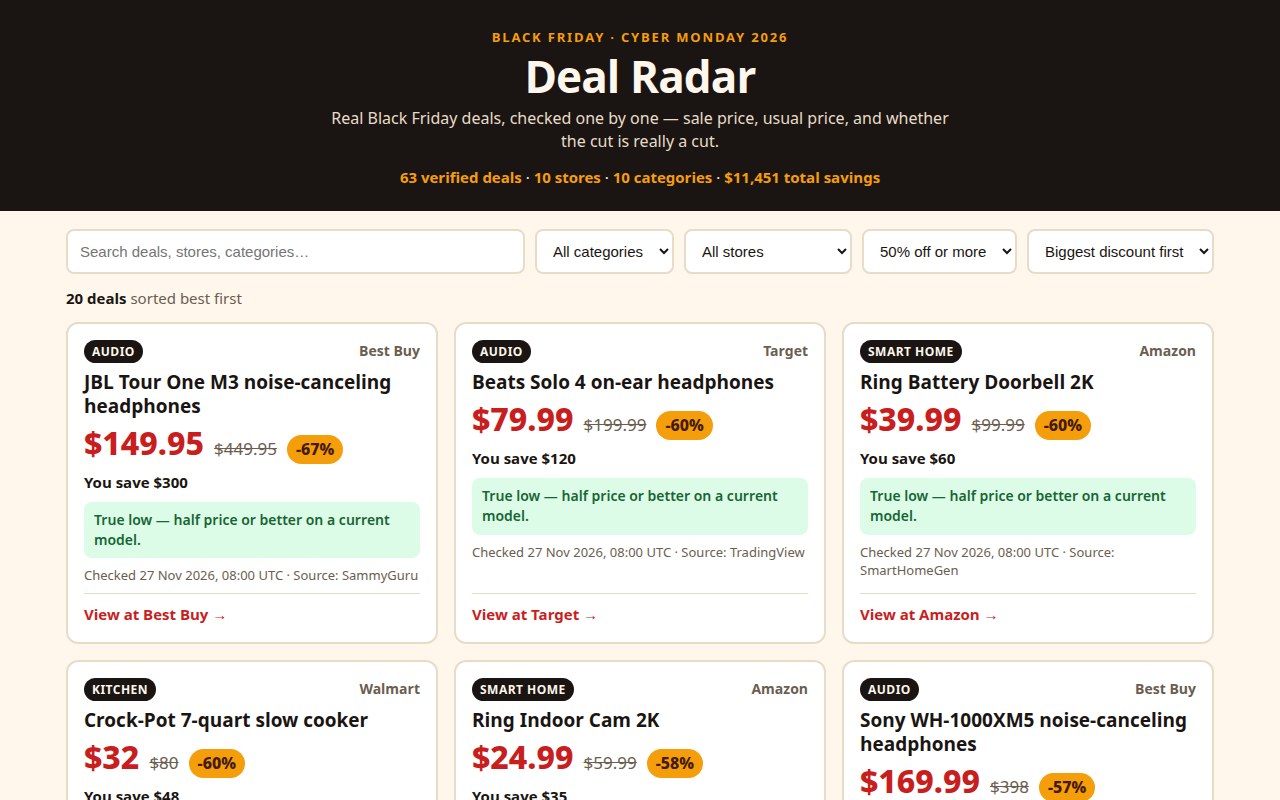 BLACK FRIDAY · CYBER MONDAY 2026
Deal Radar
Real Black Friday deals, checked one by one — sale price, usual price, and whether
the cut is really a cut.
63 verified deals · 10 stores · 10 categories · $11,451 total savings
Search deals, stores, categories…
All categories
All stores
50% off or more
Biggest discount first
20 deals sorted best first
AUDIO
Best Buy
JBL Tour One M3 noise-canceling
headphones
$149.95 $449.95 -67%
You save $300
True low — half price or better on a current
model.
Checked 27 Nov 2026, 08:00 UTC · Source: SammyGuru
View at Best Buy →
AUDIO
Target
Beats Solo 4 on-ear headphones
$79.99 $199.99 -60%
You save $120
True low — half price or better on a current
model.
Checked 27 Nov 2026, 08:00 UTC · Source: TradingView
View at Target →
SMART HOME
Amazon
Ring Battery Doorbell 2K
$39.99 $99.99 -60%
You save $60
True low — half price or better on a current
model.
Checked 27 Nov 2026, 08:00 UTC · Source:
SmartHomeGen
View at Amazon →
KITCHEN
Walmart
Crock-Pot 7-quart slow cooker
$32 $80 -60%
You save $48
SMART HOME
Amazon
Ring Indoor Cam 2K
$24.99 $59.99 -58%
You save $35
AUDIO
Best Buy
Sony WH-1000XM5 noise-canceling
headphones
$169.99 $398 -57%